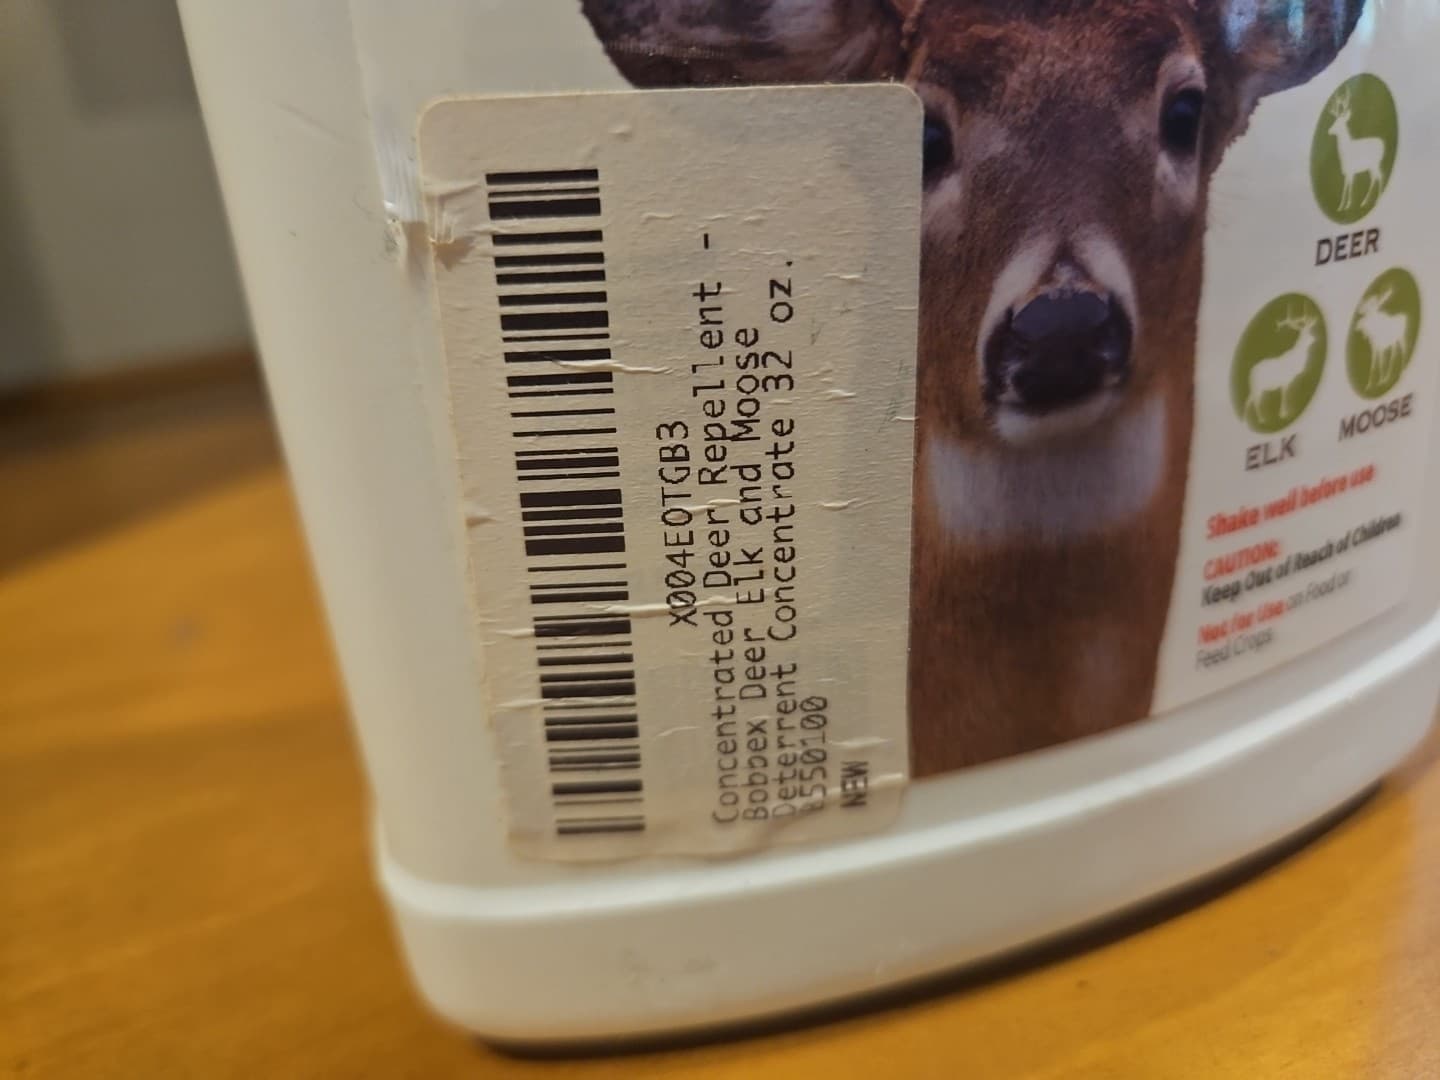 X004EOTGB3
Concentrated Deer Repellent -
Bobbex Deer Elk and Moose
Deterrent Concentrate 32 oz.
B550100
NEW
DEER
ELK
MOOSE
Shake well before use
CAUTION:
Keep Out of Reach of Children
Not for Use on Food or
Feed Crops